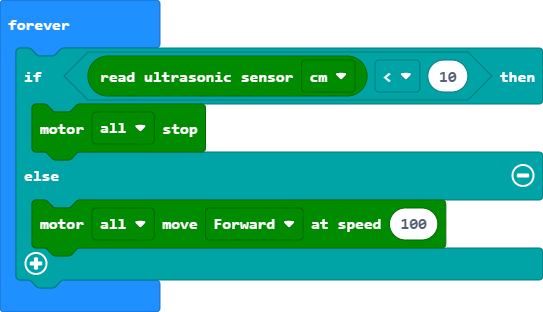 forever
if read ultrasonic sensor cm < 10 then
motor all stop
else
motor all move Forward at speed 100